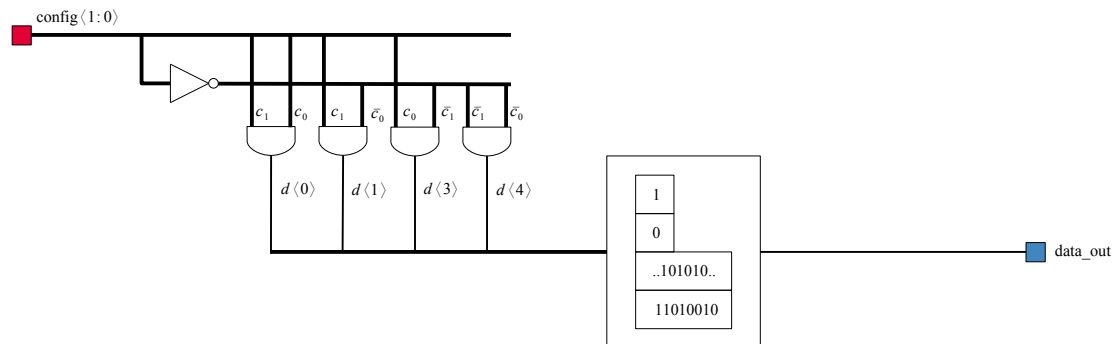 config⟨1:0⟩
c₁ c₀ c₁ c̄₀ c₀ c̄₁ c̄₁ c̄₀
d⟨0⟩ d⟨1⟩ d⟨3⟩ d⟨4⟩
1
0
..101010..
11010010
data_out